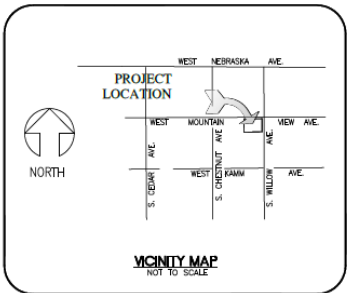 WEST NEBRASKA AVE.
PROJECT
LOCATION
WEST MOUNTAIN VIEW AVE.
S. CEDAR AVE.
S. CHESTNUT AVE
S. WILLOW AVE.
WEST KAMM AVE.
NORTH
VICINITY MAP
NOT TO SCALE